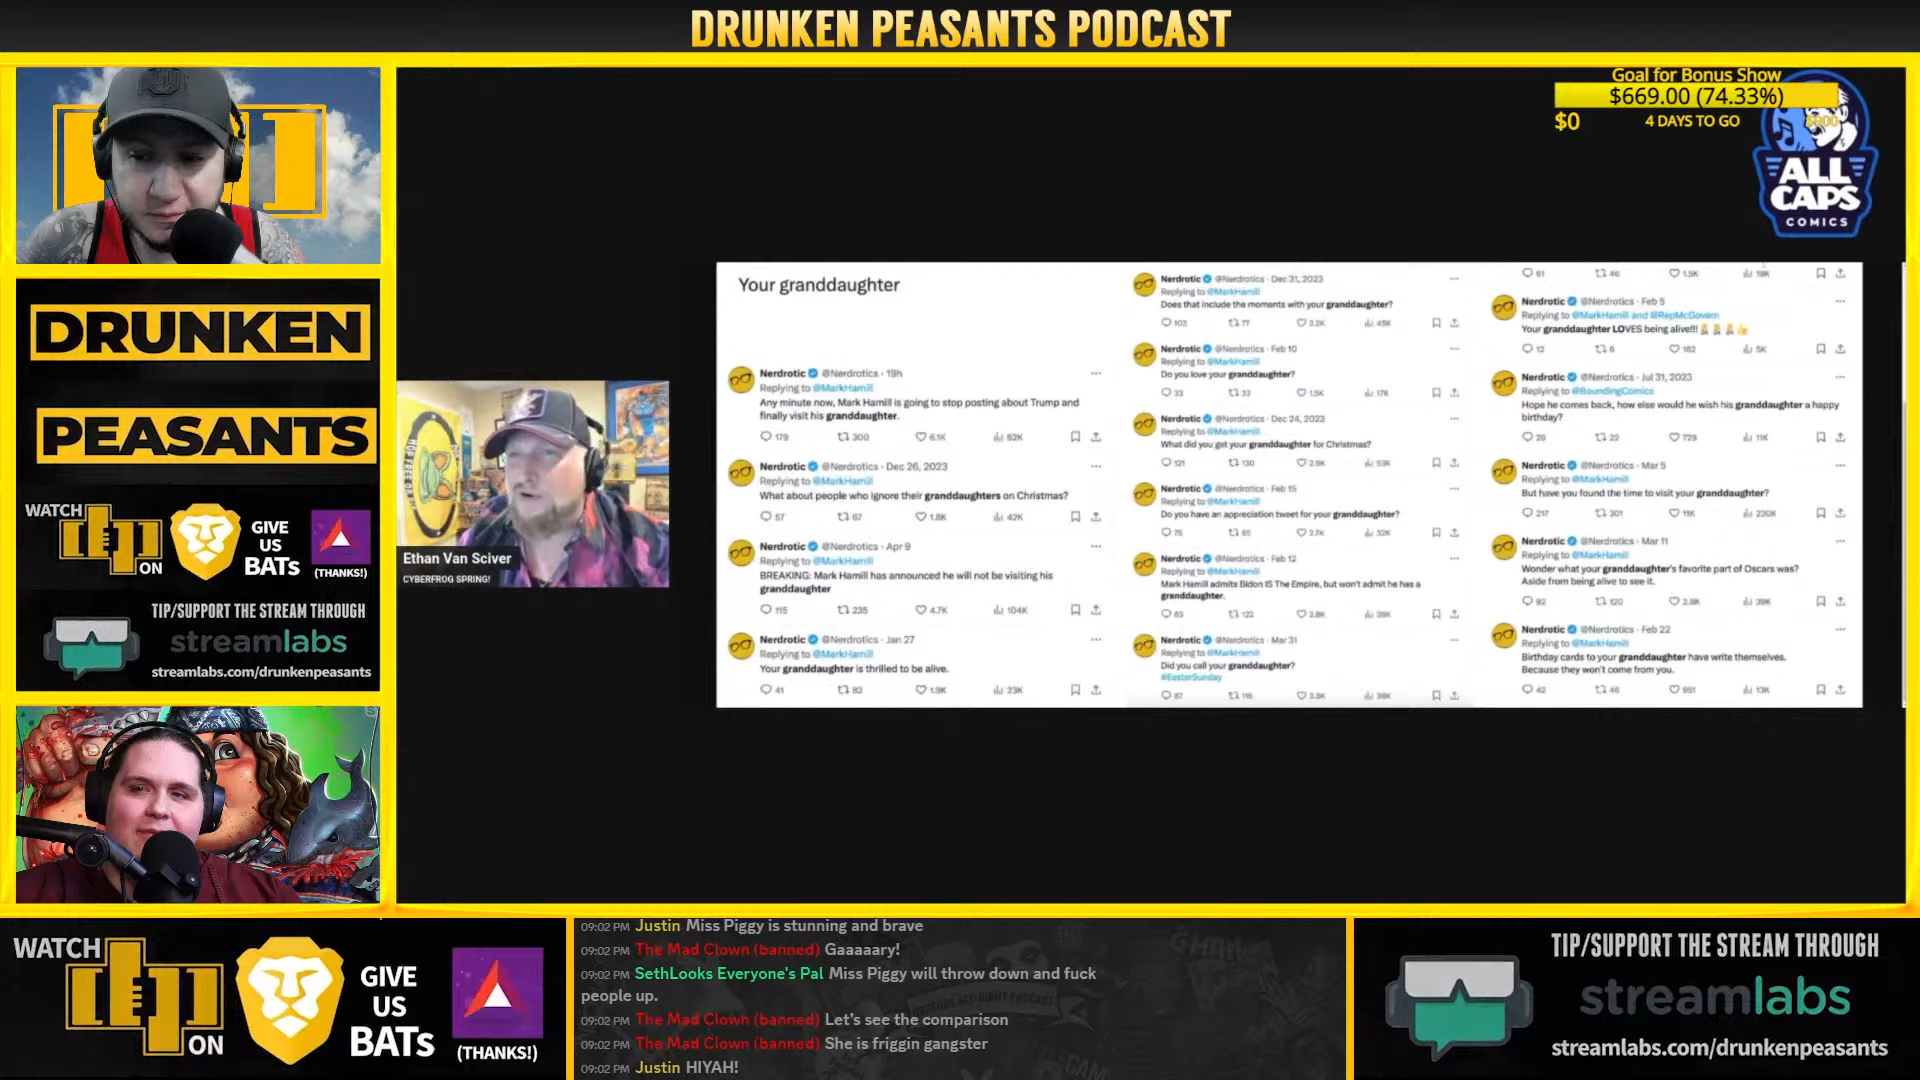 DRUNKEN PEASANTS PODCAST
Goal for Bonus Show
$669.00 (74.33%)
$0
4 DAYS TO GO
$900
ALL
CAPS
COMICS
DRUNKEN
PEASANTS
WATCH
ON
GIVE
US
BATs
(THANKS!)
TIP/SUPPORT THE STREAM THROUGH
streamlabs
streamlabs.com/drunkenpeasants
Ethan Van Sciver
CYBERFROG SPRING!
Your granddaughter
Nerdrotic @Nerdrotics · 19h
Replying to @MarkHamill
Any minute now, Mark Hamill is going to stop posting about Trump and
finally visit his granddaughter.
179 300 6.1K 62K
Nerdrotic @Nerdrotics · Dec 26, 2023
Replying to @MarkHamill
What about people who ignore their granddaughters on Christmas?
57 67 1.8K 42K
Nerdrotic @Nerdrotics · Apr 9
Replying to @MarkHamill
BREAKING: Mark Hamill has announced he will not be visiting his
granddaughter
115 235 4.7K 104K
Nerdrotic @Nerdrotics · Jan 27
Replying to @MarkHamill
Your granddaughter is thrilled to be alive.
41 82 1.9K 23K
Nerdrotic @Nerdrotics · Dec 31, 2023
Replying to @MarkHamill
Does that include the moments with your granddaughter?
103 77 2.2K 45K
Nerdrotic @Nerdrotics · Feb 10
Replying to @MarkHamill
Do you love your granddaughter?
33 33 1.5K 17K
Nerdrotic @Nerdrotics · Dec 24, 2023
Replying to @MarkHamill
What did you get your granddaughter for Christmas?
121 130 2.9K 53K
Nerdrotic @Nerdrotics · Feb 15
Replying to @MarkHamill
Do you have an appreciation tweet for your granddaughter?
75 85 2.7K 32K
Nerdrotic @Nerdrotics · Feb 12
Replying to @MarkHamill
Mark Hamill admits Bidon IS The Empire, but won't admit he has a
granddaughter.
63 122 2.8K
Nerdrotic @Nerdrotics · Mar 31
Replying to @MarkHamill
Did you call your granddaughter?
#EasterSunday
87 116 3.3K
61 46 1.5K 19K
Nerdrotic @Nerdrotics · Feb 5
Replying to @MarkHamill and @RepMcGovern
Your granddaughter LOVES being alive!!!
12 6 162 5K
Nerdrotic @Nerdrotics · Jul 31, 2023
Replying to @BoundingComics
Hope he comes back, how else would he wish his granddaughter a happy
birthday?
29 22 729 11K
Nerdrotic @Nerdrotics · Mar 5
Replying to @MarkHamill
But have you found the time to visit your granddaughter?
217 301 11K 230K
Nerdrotic @Nerdrotics · Mar 11
Replying to @MarkHamill
Wonder what your granddaughter's favorite part of Oscars was?
Aside from being alive to see it.
92 120 2.8K 39K
Nerdrotic @Nerdrotics · Feb 22
Replying to @MarkHamill
Birthday cards to your granddaughter have write themselves.
Because they won't come from you.
42 46 951 13K
WATCH
ON
GIVE
US
BATs
(THANKS!)
09:02 PM Justin Miss Piggy is stunning and brave
09:02 PM The Mad Clown (banned) Gaaaaary!
09:02 PM SethLooks Everyone's Pal Miss Piggy will throw down and fuck
people up.
09:02 PM The Mad Clown (banned) Let's see the comparison
09:02 PM The Mad Clown (banned) She is friggin gangster
09:02 PM Justin HIYAH!
TIP/SUPPORT THE STREAM THROUGH
streamlabs
streamlabs.com/drunkenpeasants